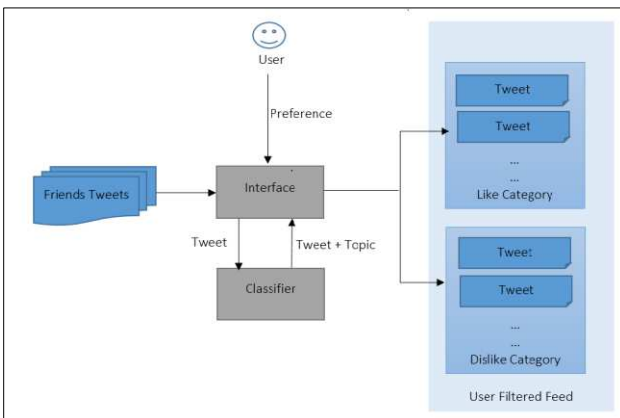 User
Preference
Friends Tweets
Interface
Tweet
Tweet + Topic
Classifier
Tweet
Tweet
...
...
Like Category
Tweet
Tweet
...
...
Dislike Category
User Filtered Feed